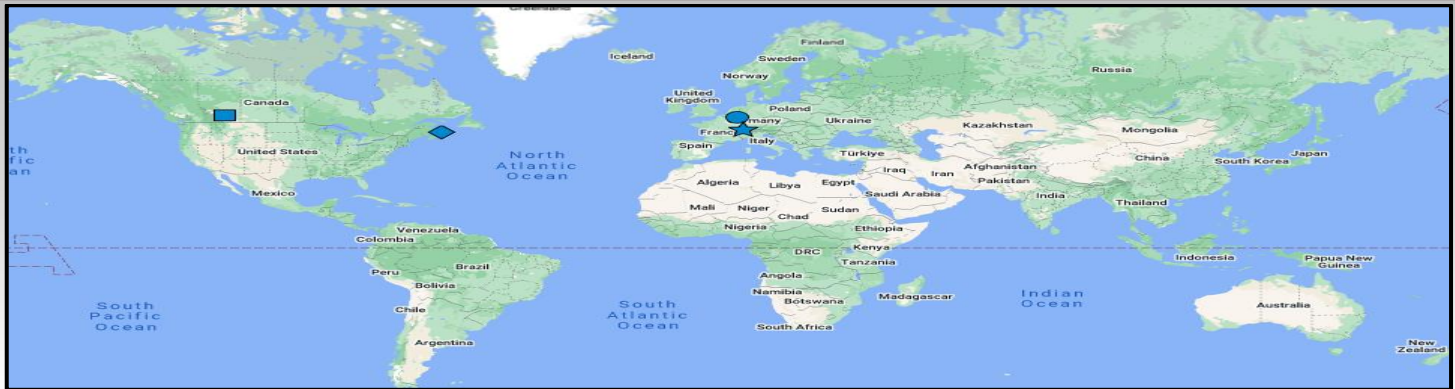 Greenland
Iceland
Finland
Sweden
Norway
Russia
United
Kingdom
Canada
Poland
many
Ukraine
Franc
Italy
Spain
Kazakhstan
Mongolia
United States
North
Atlantic
Ocean
Türkiye
China
South Korea
Japan
Afghanistan
Iraq
Iran
Pakistan
Algeria
Libya
Egypt
Saudi Arabia
India
Mexico
Mali
Niger
Chad
Sudan
Thailand
Nigeria
Ethiopia
Venezuela
Colombia
DRC
Kenya
Tanzania
Indonesia
Papua New
Guinea
Peru
Brazil
Bolivia
Angola
Namibia
Botswana
Madagascar
South
Pacific
Ocean
Chile
South
Atlantic
Ocean
Indian
Ocean
Australia
South Africa
Argentina
New
Zealand
th
fic
an